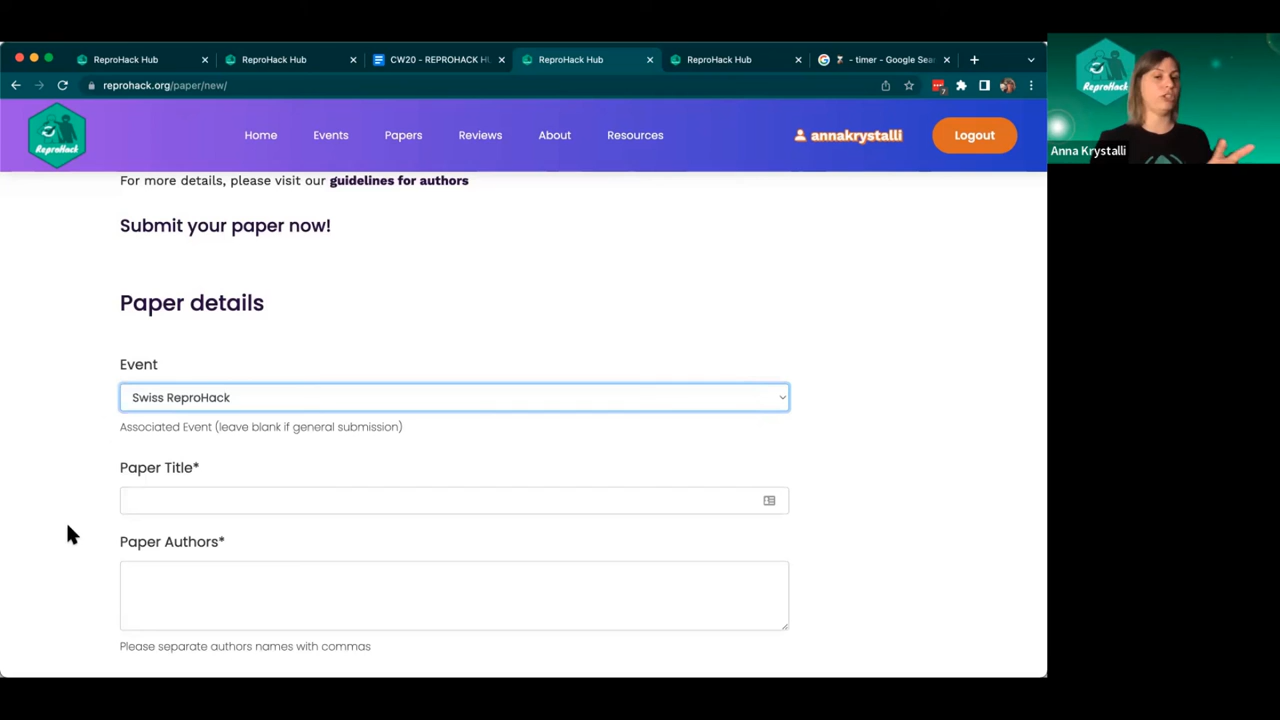 ReproHack Hub
ReproHack Hub
CW20 - REPROHACK H
ReproHack Hub
ReproHack Hub
- timer - Google Sea
reprohack.org/paper/new/
ReproHack
Home
Events
Papers
Reviews
About
Resources
annakrystalli
Logout
ReproHack
Anna Krystalli
For more details, please visit our guidelines for authors
Submit your paper now!
Paper details
Event
Swiss ReproHack
Associated Event (leave blank if general submission)
Paper Title*
Paper Authors*
Please separate authors names with commas